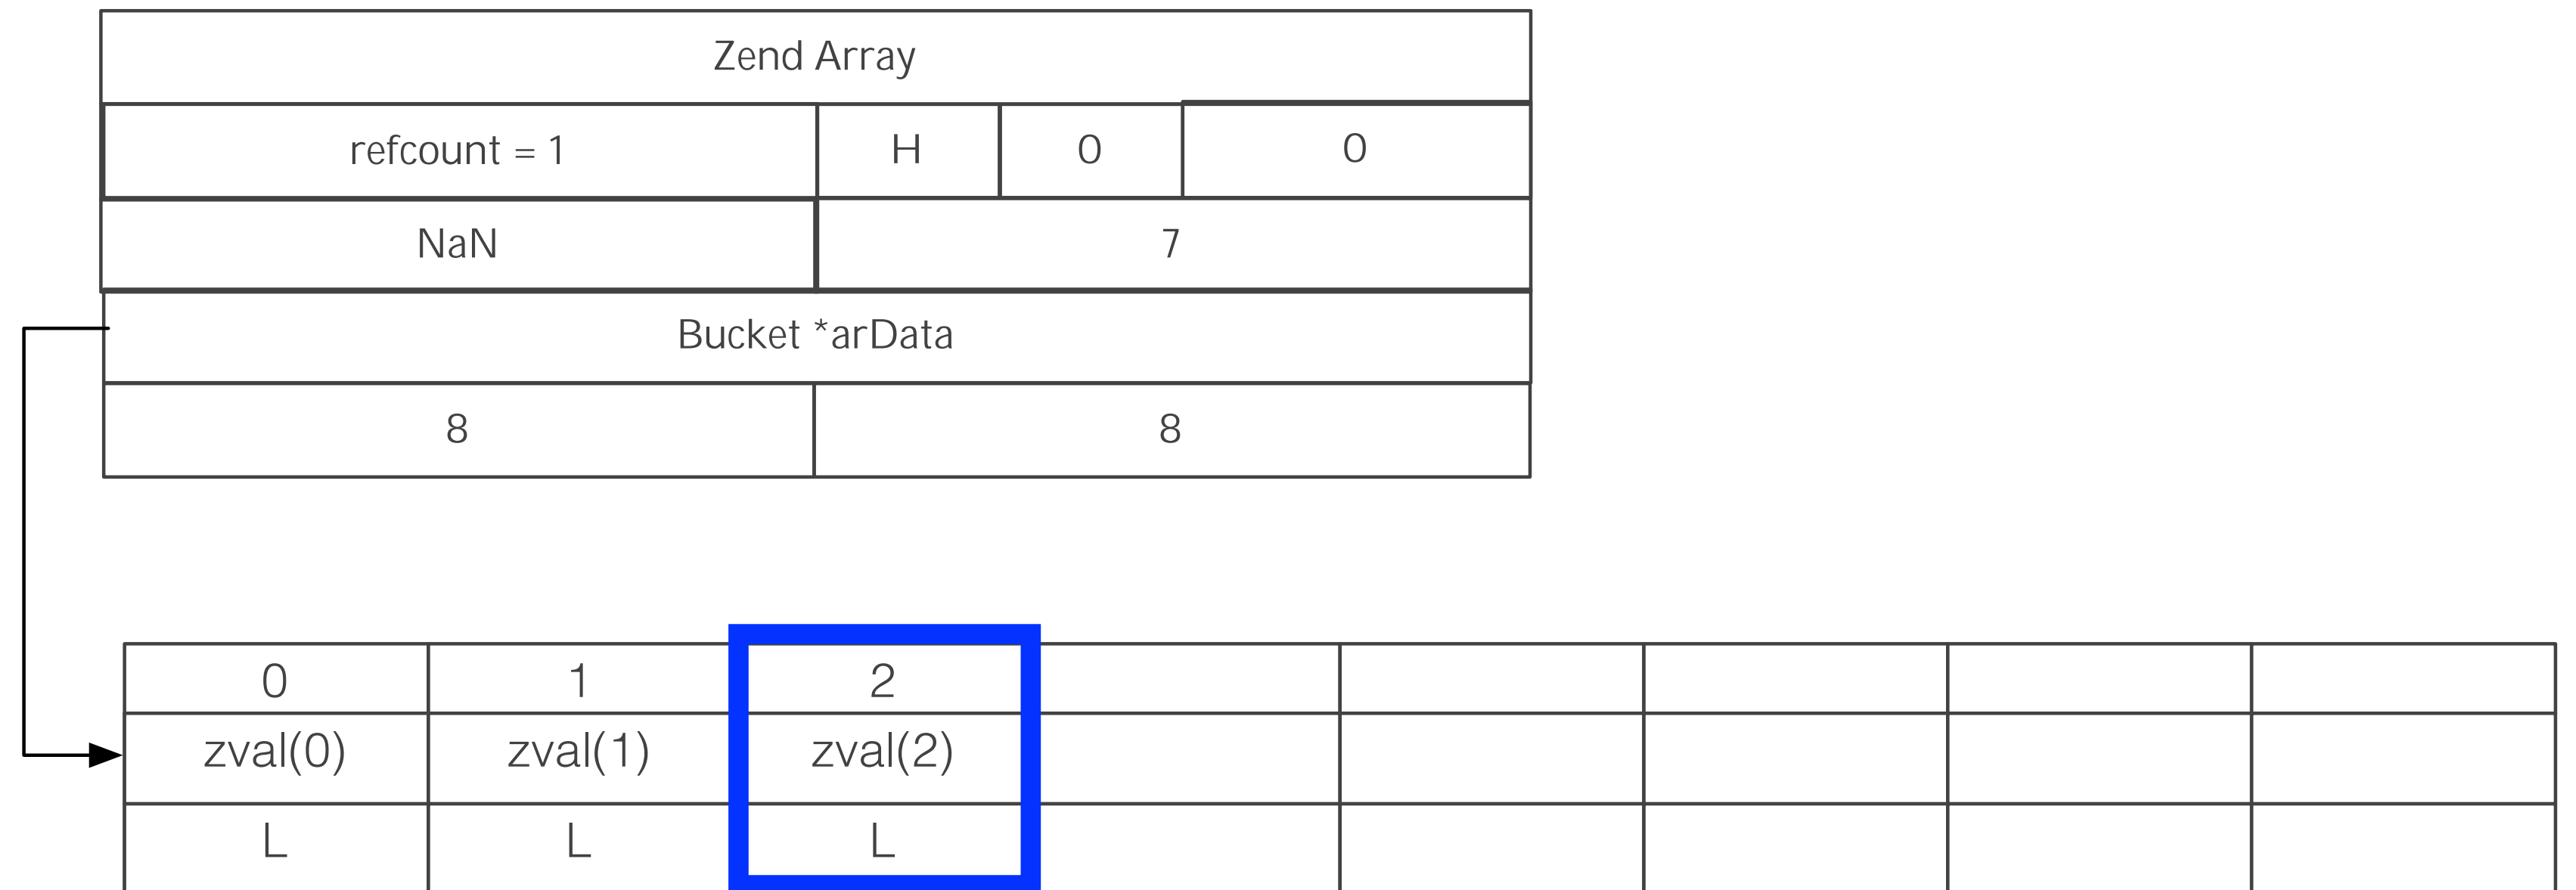 Zend Array
refcount = 1 H 0 0
NaN 7
Bucket *arData
8 8
0 1 2
zval(0) zval(1) zval(2)
L L L